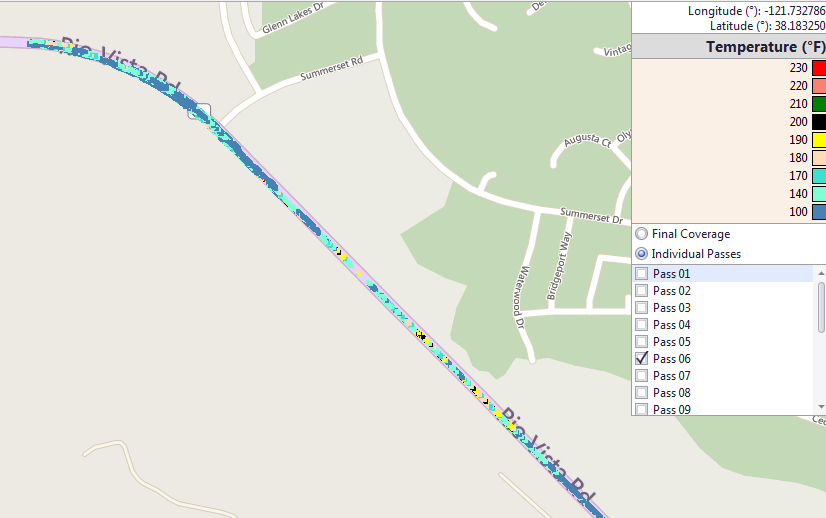 Longitude (°): -121.732786
Latitude (°): 38.183250
Temperature (°F)
230
220
210
200
190
180
170
140
100
Final Coverage
Individual Passes
Pass 01
Pass 02
Pass 03
Pass 04
Pass 05
Pass 06
Pass 07
Pass 08
Pass 09
Glenn Lakes Dr
Summerset Rd
Rio Vista Rd
Vintag
Augusta Ct
Oly
Summerset Dr
Bridgeport Way
Waterwood Dr
Rio Vista Rd